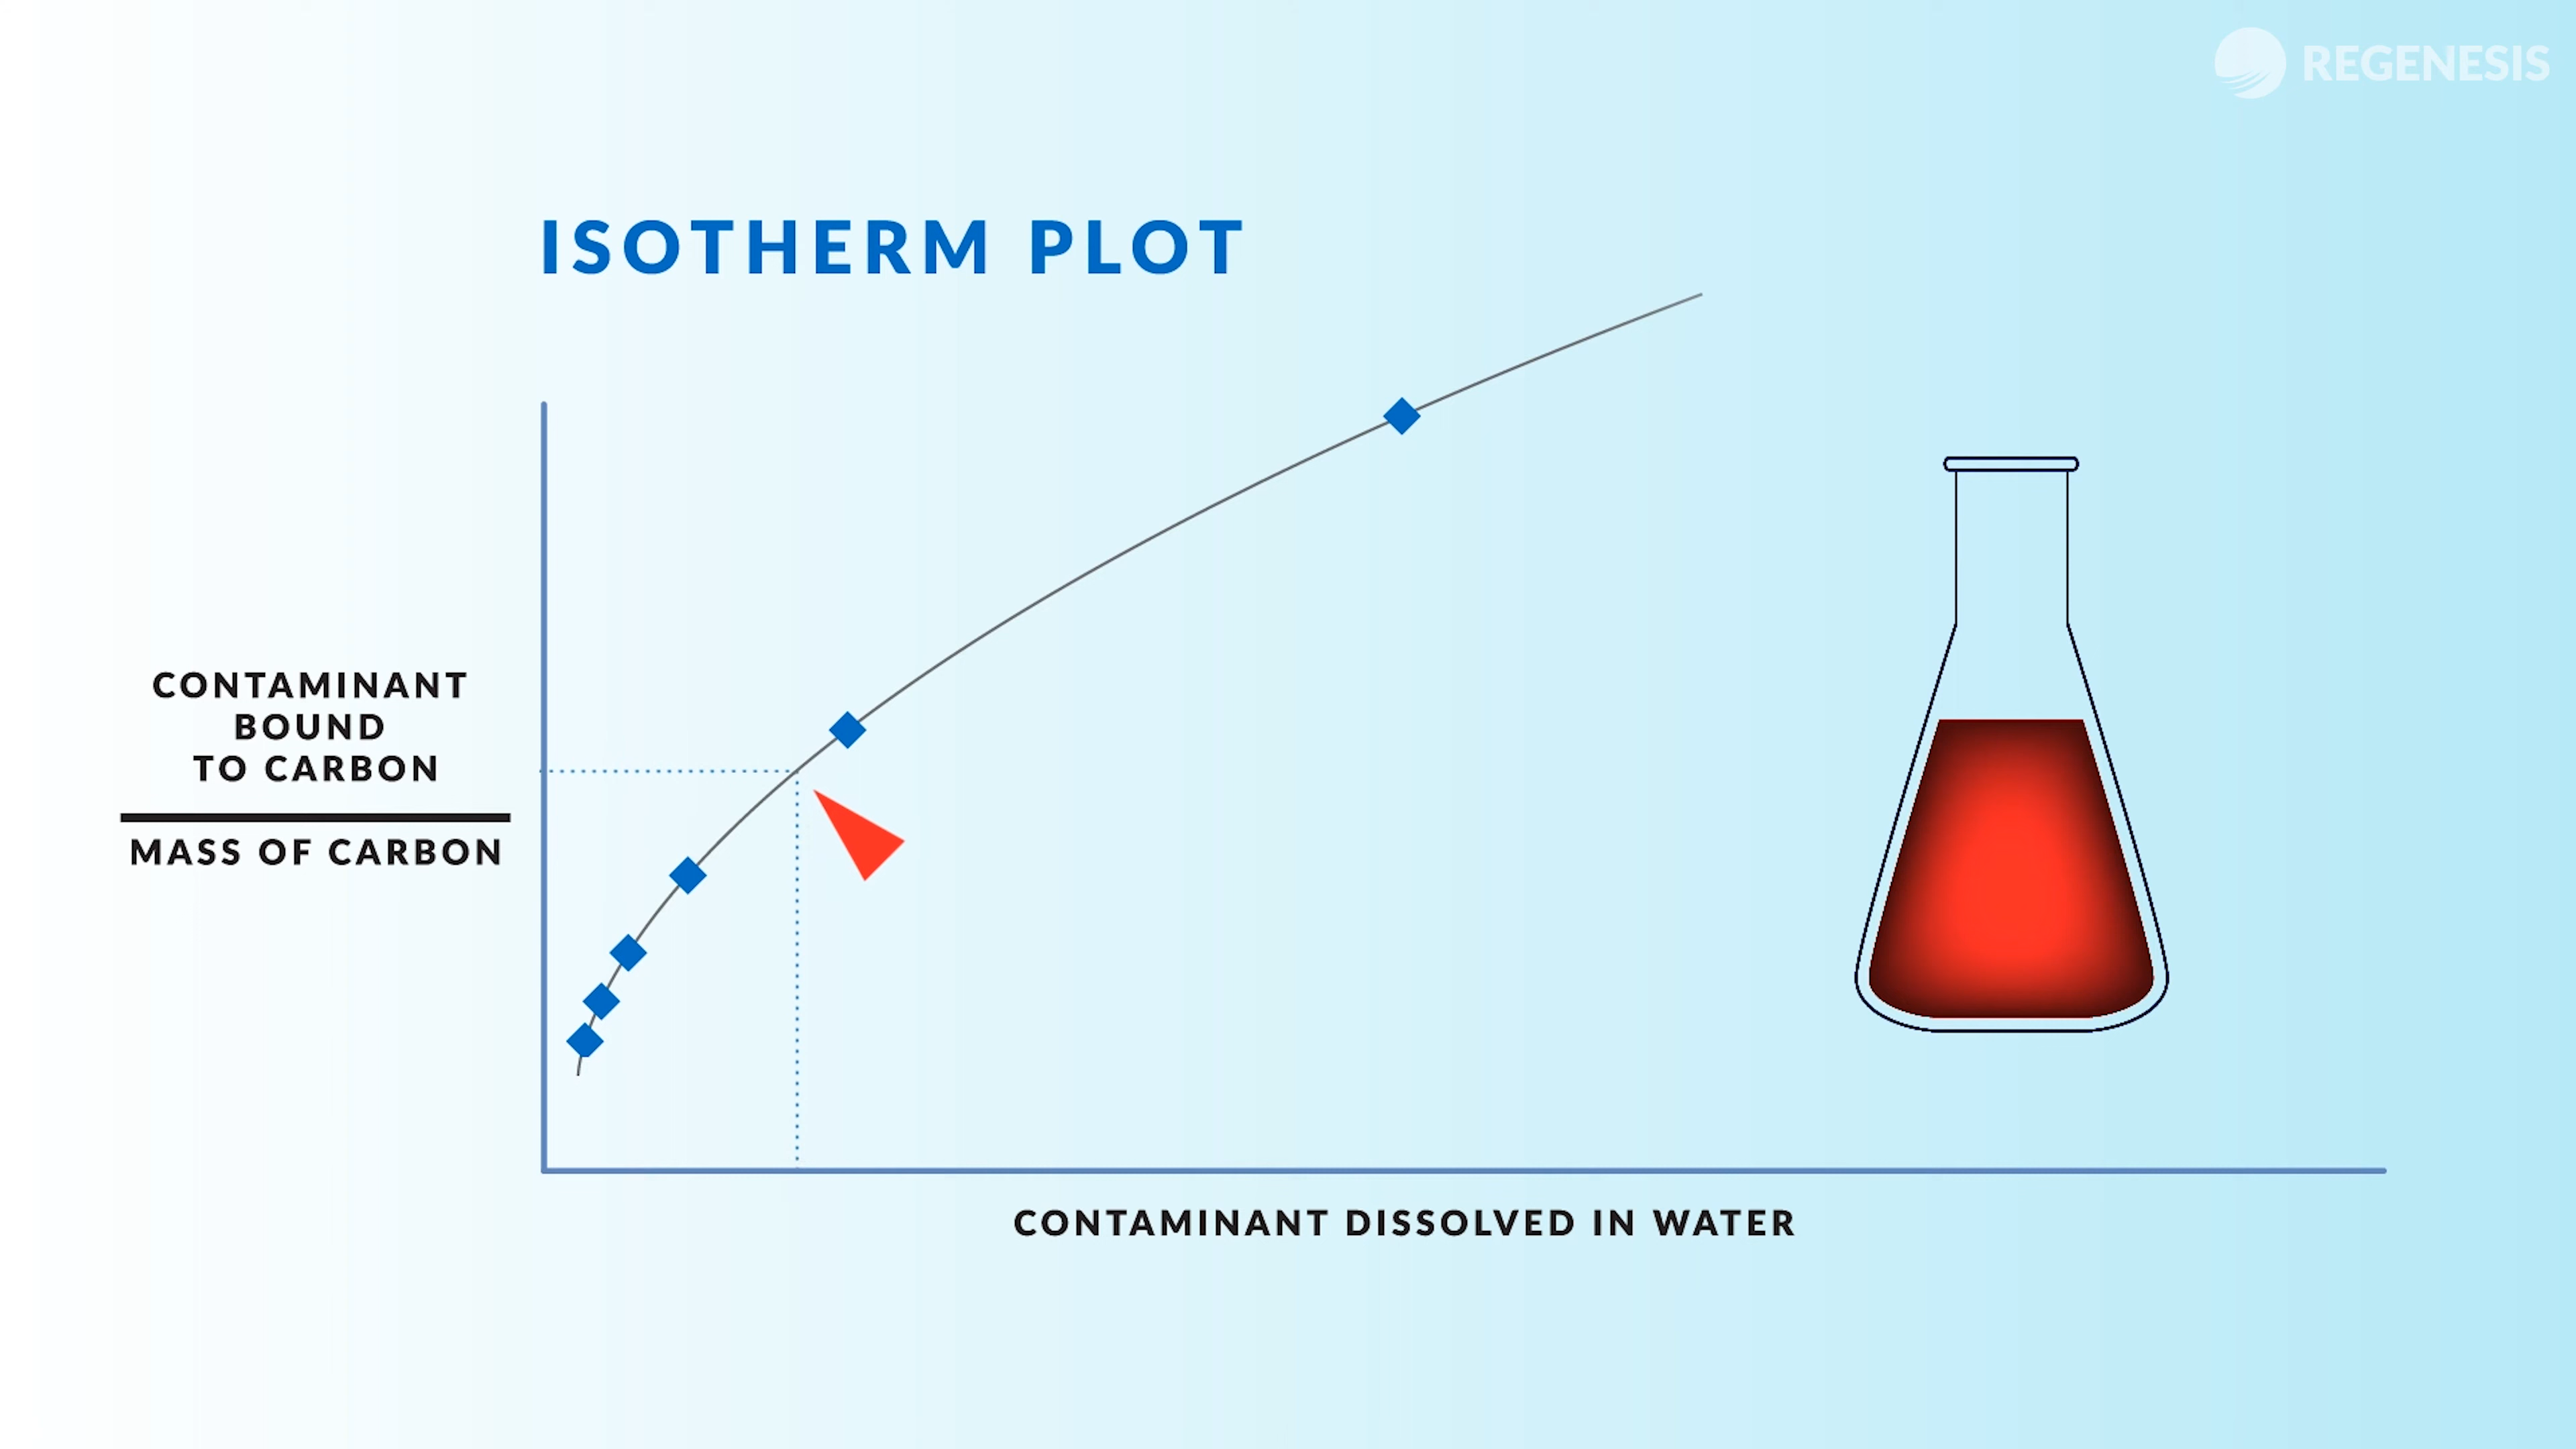 REGENESIS
ISOTHERM PLOT
CONTAMINANT
BOUND
TO CARBON
MASS OF CARBON
CONTAMINANT DISSOLVED IN WATER